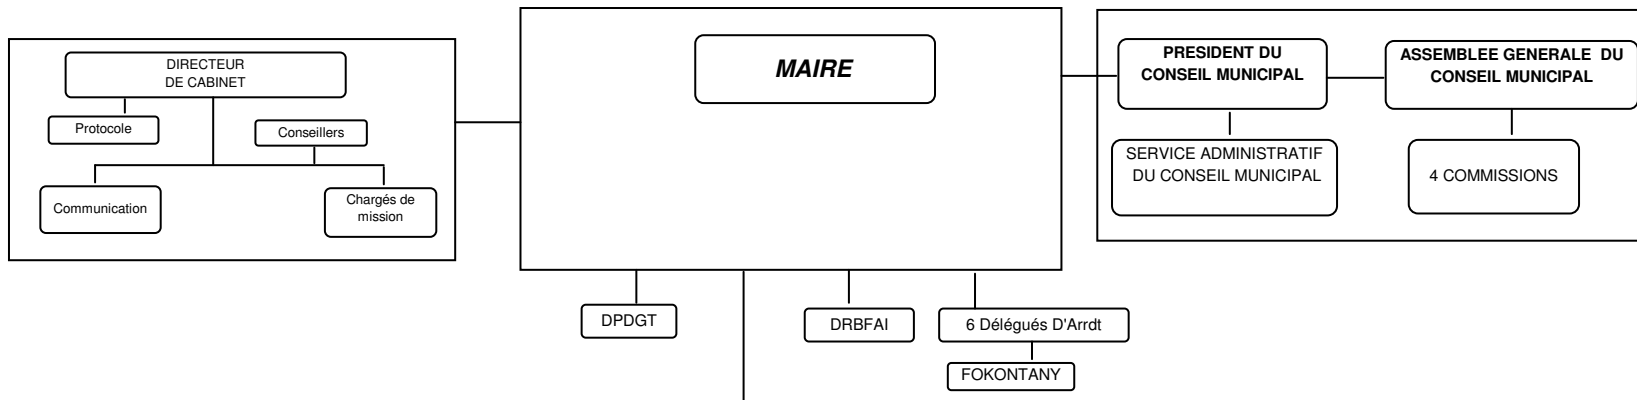 DIRECTEUR
DE CABINET
Protocole
Conseillers
Communication
Chargés de
mission
MAIRE
PRESIDENT DU
CONSEIL MUNICIPAL
ASSEMBLEE GENERALE DU
CONSEIL MUNICIPAL
SERVICE ADMINISTRATIF
DU CONSEIL MUNICIPAL
4 COMMISSIONS
DPDGT
DRBFAI
6 Délégués D'Arrdt
FOKONTANY